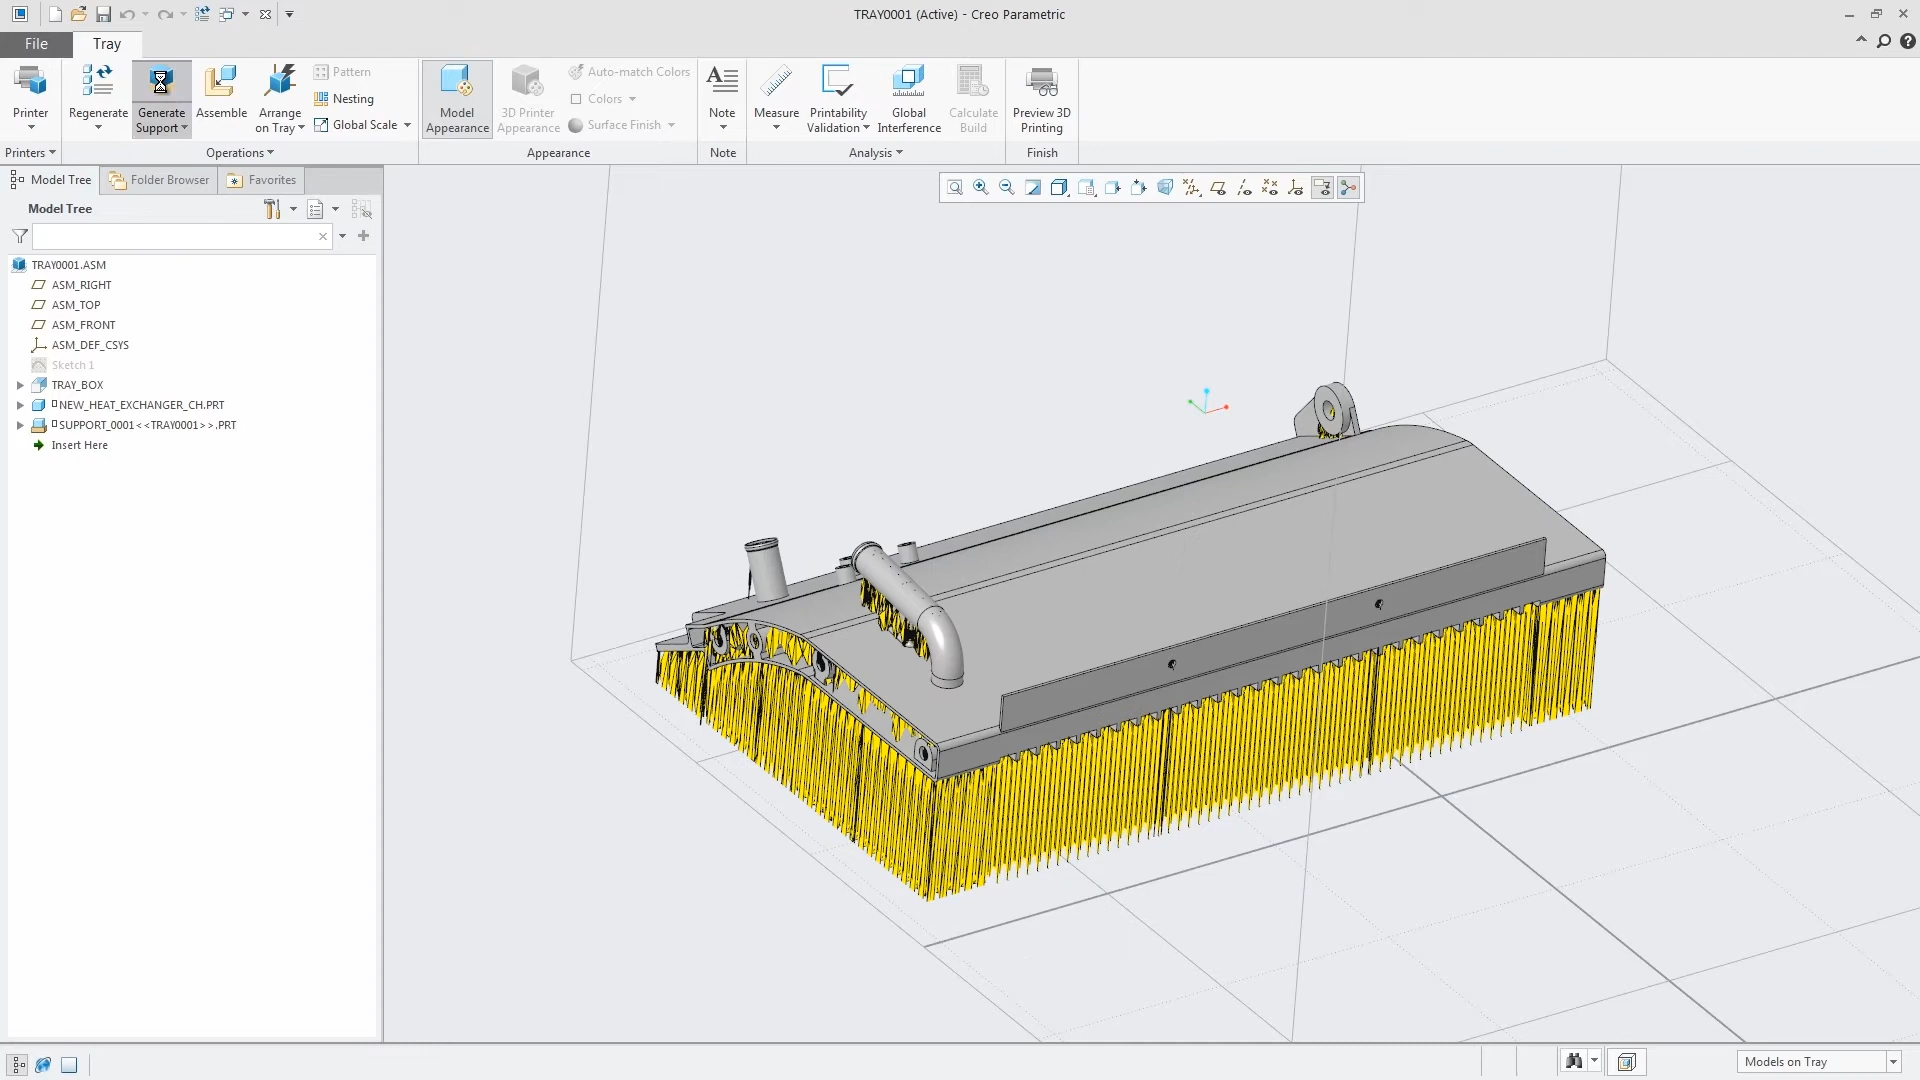 TRAY0001 (Active) - Creo Parametric
File
Tray
Printer
Regenerate
Generate
Support
Assemble
Arrange
on Tray
Pattern
Nesting
Global Scale
Model
Appearance
3D Printer
Appearance
Auto-match Colors
Colors
Surface Finish
Note
Measure
Printability
Validation
Global
Interference
Calculate
Build
Preview 3D
Printing
Printers
Operations
Appearance
Note
Analysis
Finish
Model Tree
Folder Browser
Favorites
Model Tree
TRAY0001.ASM
ASM_RIGHT
ASM_TOP
ASM_FRONT
ASM_DEF_CSYS
Sketch 1
TRAY_BOX
NEW_HEAT_EXCHANGER_CH.PRT
SUPPORT_0001<<TRAY0001>>.PRT
Insert Here
Models on Tray